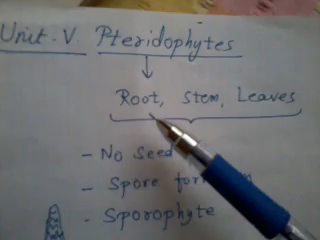 Unit-V Pteridophytes
Root, Stem, Leaves
- No Seed
- Spore
- Sporophyte